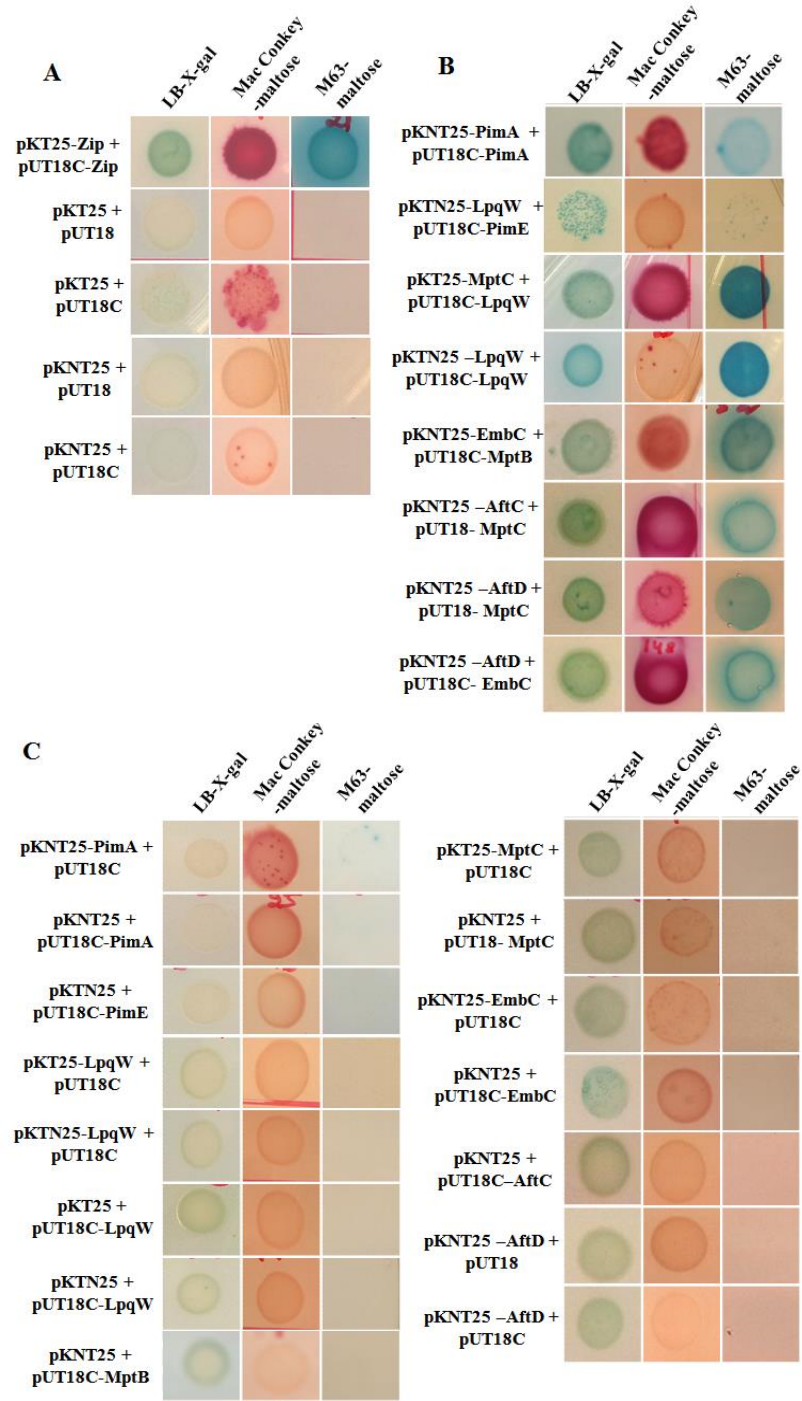 A
LB-X-gal
Mac Conkey
-maltose
M63-
maltose
pKT25-Zip +
pUT18C-Zip
pKT25 +
pUT18
pKT25 +
pUT18C
pKNT25 +
pUT18
pKNT25 +
pUT18C
B
LB-X-gal
Mac Conkey
-maltose
M63-
maltose
pKNT25-PimA +
pUT18C-PimA
pKTN25-LpqW +
pUT18C-PimE
pKT25-MptC +
pUT18C-LpqW
pKTN25 –LpqW +
pUT18C-LpqW
pKNT25-EmbC +
pUT18C-MptB
pKNT25 –AftC +
pUT18- MptC
pKNT25 –AftD +
pUT18- MptC
pKNT25 –AftD +
pUT18C- EmbC
148
C
LB-X-gal
Mac Conkey
-maltose
M63-
maltose
pKNT25-PimA +
pUT18C
pKNT25 +
pUT18C-PimA
pKTN25 +
pUT18C-PimE
pKT25-LpqW +
pUT18C
pKTN25-LpqW +
pUT18C
pKT25 +
pUT18C-LpqW
pKTN25 +
pUT18C-LpqW
pKNT25 +
pUT18C-MptB
LB-X-gal
Mac Conkey
-maltose
M63-
maltose
pKT25-MptC +
pUT18C
pKNT25 +
pUT18- MptC
pKNT25-EmbC +
pUT18C
pKNT25 +
pUT18C-EmbC
pKNT25 +
pUT18C–AftC
pKNT25 –AftD +
pUT18
pKNT25 –AftD +
pUT18C